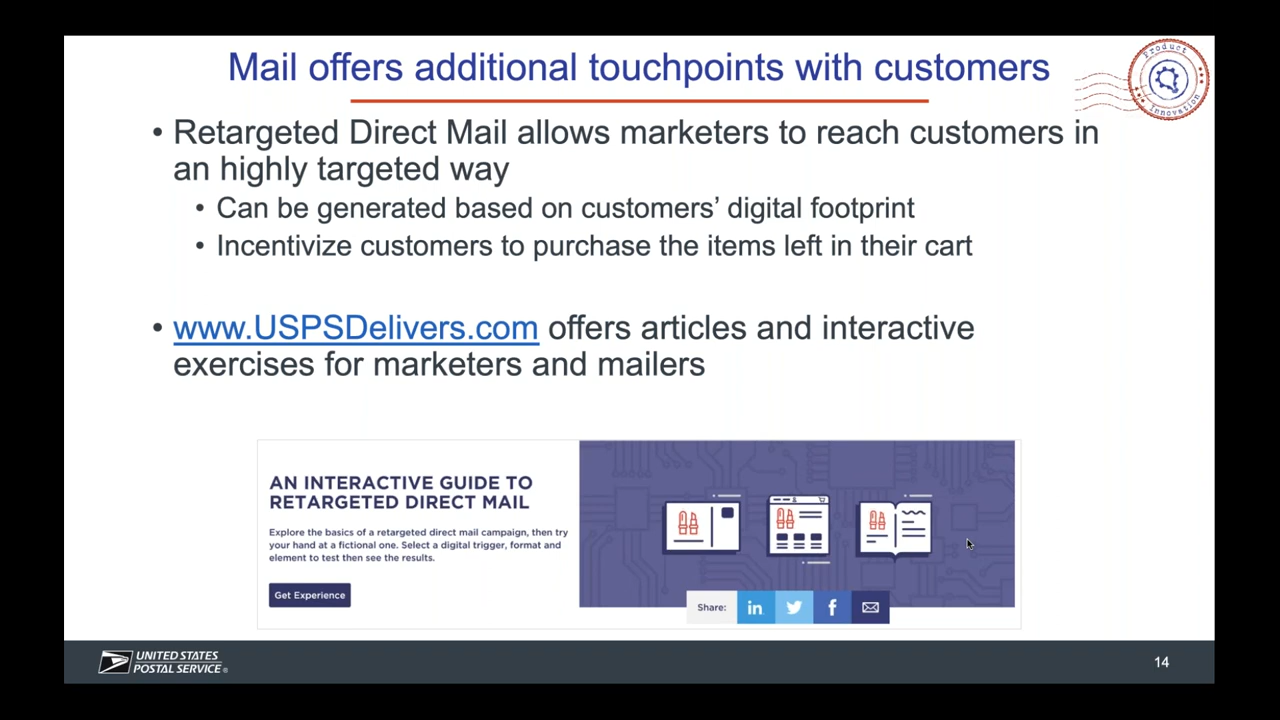 Mail offers additional touchpoints with customers
Product
Innovation
• Retargeted Direct Mail allows marketers to reach customers in
an highly targeted way
• Can be generated based on customers’ digital footprint
• Incentivize customers to purchase the items left in their cart
• www.USPSDelivers.com offers articles and interactive
exercises for marketers and mailers
AN INTERACTIVE GUIDE TO
RETARGETED DIRECT MAIL
Explore the basics of a retargeted direct mail campaign, then try
your hand at a fictional one. Select a digital trigger, format and
element to test then see the results.
Get Experience
Share:
in
f
UNITED STATES
POSTAL SERVICE®
14